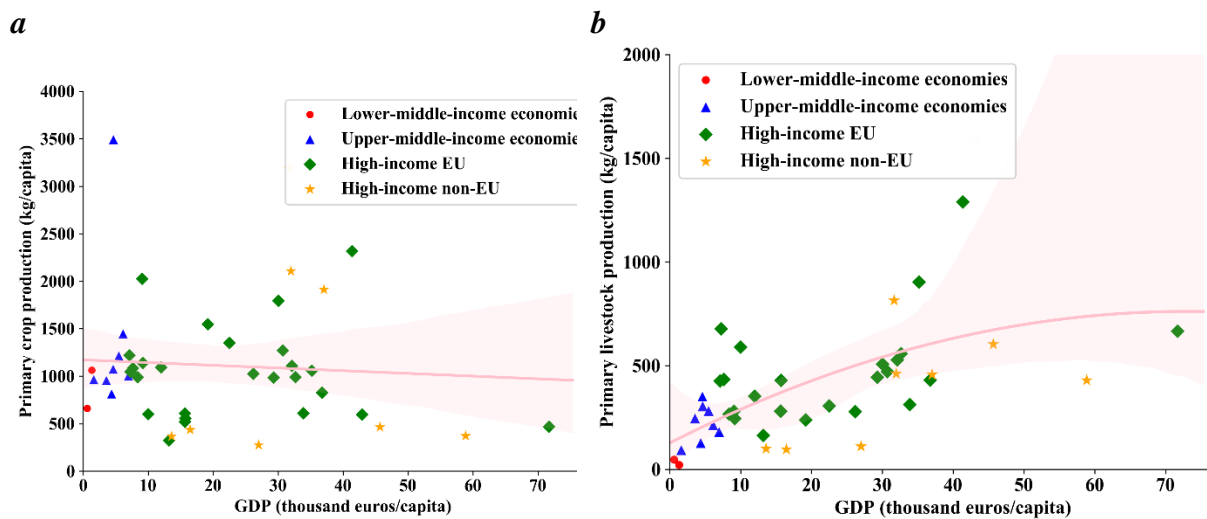 a
4000
3500
3000
2500
2000
1500
1000
500
0
Primary crop production (kg/capita)
Lower-middle-income economie
Upper-middle-income economie
High-income EU
High-income non-EU
0 10 20 30 40 50 60 70
GDP (thousand euros/capita)
b
2000
1500
1000
500
0
Primary livestock production (kg/capita)
Lower-middle-income economies
Upper-middle-income economies
High-income EU
High-income non-EU
0 10 20 30 40 50 60 70
GDP (thousand euros/capita)